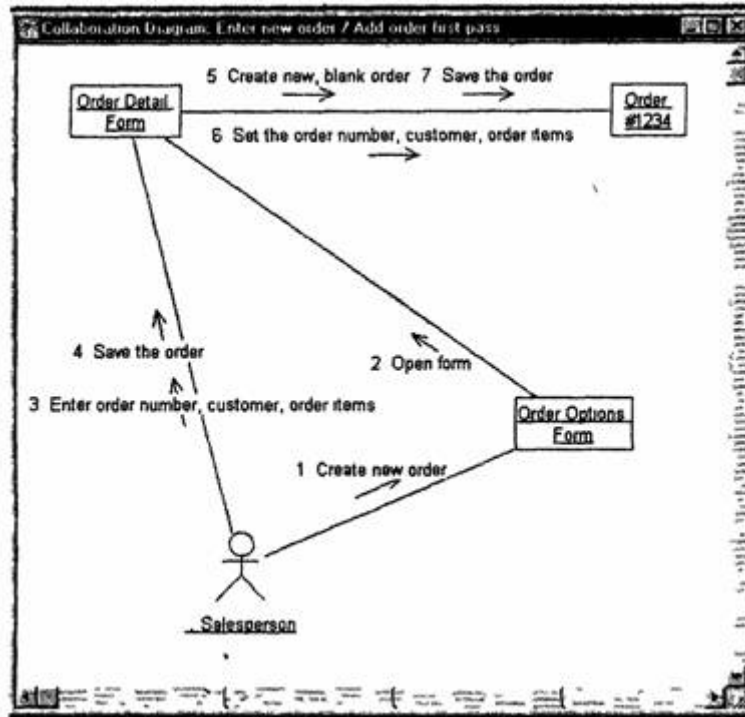 Collaboration Diagram: Enter new order / Add order first pass
5 Create new, blank order 7 Save the order
Order Detail
Form
Order
#1234
6 Set the order number, customer, order items
4 Save the order
2 Open form
3 Enter order number, customer, order items
Order Options
Form
1 Create new order
: Salesperson